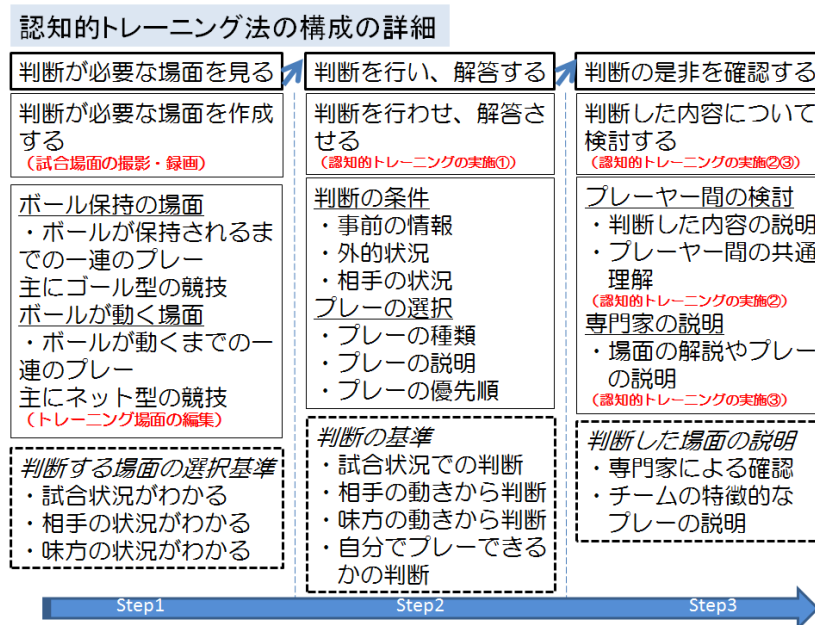 認知的トレーニング法の構成の詳細
判断が必要な場面を見る
判断が必要な場面を作成
する
（試合場面の撮影・録画）
ボール保持の場面
・ボールが保持されるま
での一連のプレー
主にゴール型の競技
ボールが動く場面
・ボールが動くまでの一
連のプレー
主にネット型の競技
（トレーニング場面の編集）
判断する場面の選択基準
・試合状況がわかる
・相手の状況がわかる
・味方の状況がわかる
判断を行い、解答する
判断を行わせ、解答さ
せる
（認知的トレーニングの実施①）
判断の条件
・事前の情報
・外的状況
・相手の状況
プレーの選択
・プレーの種類
・プレーの説明
・プレーの優先順
判断の基準
・試合状況での判断
・相手の動きから判断
・味方の動きから判断
・自分でプレーできる
かの判断
判断の是非を確認する
判断した内容について
検討する
（認知的トレーニングの実施②③）
プレーヤー間の検討
・判断した内容の説明
・プレーヤー間の共通
理解
（認知的トレーニングの実施②）
専門家の説明
・場面の解説やプレー
の説明
（認知的トレーニングの実施③）
判断した場面の説明
・専門家による確認
・チームの特徴的な
プレーの説明
Step1
Step2
Step3